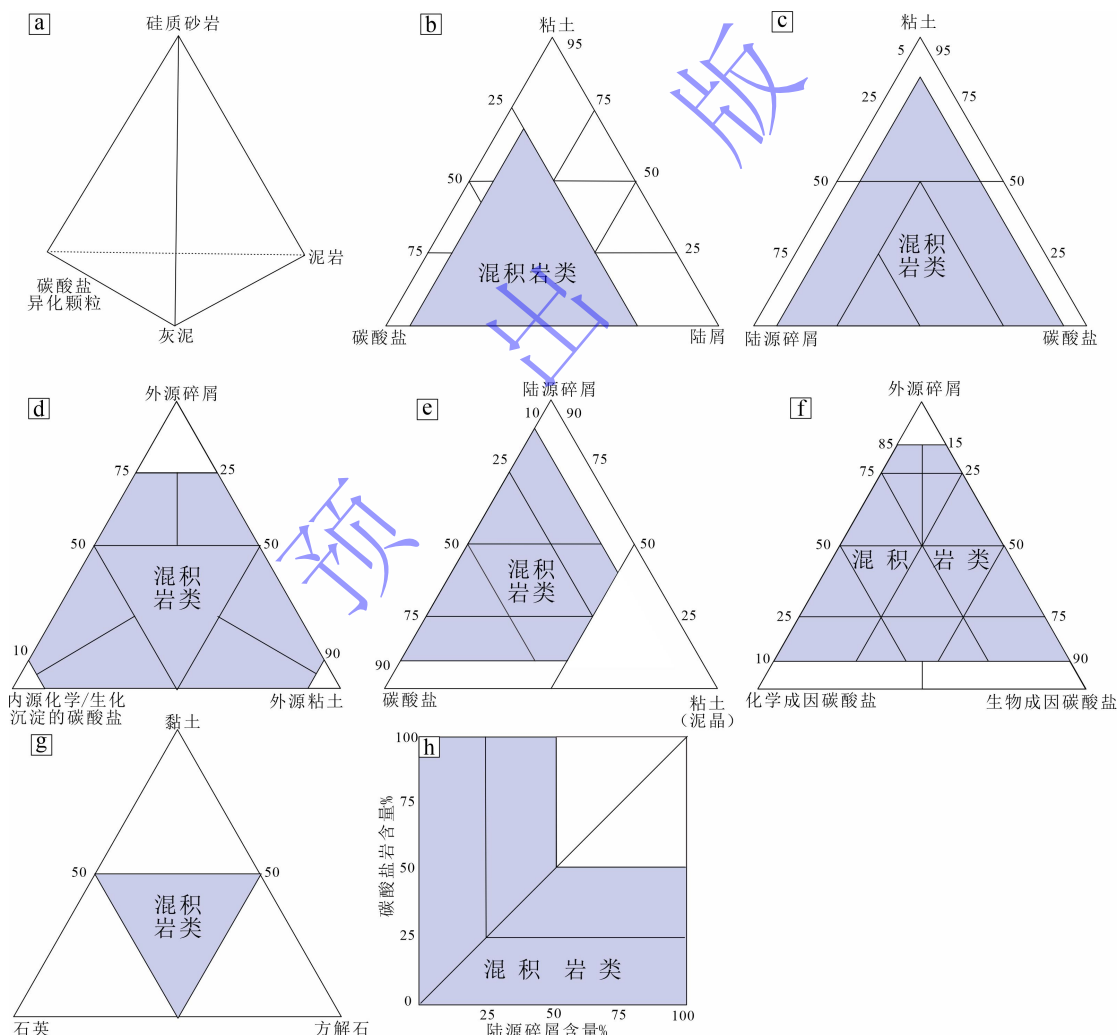 a
硅质砂岩
泥岩
碳酸盐
异化颗粒
灰泥
b
粘土
95
25
75
50
50
75
25
混积岩类
碳酸盐
陆屑
c
粘土
5
95
25
75
50
50
混积
岩类
陆源碎屑
碳酸盐
d
外源碎屑
75
25
50
50
混积
岩类
10
90
内源化学/生化
沉淀的碳酸盐
外源粘土
e
陆源碎屑
10
90
25
75
50
50
混积
岩类
75
25
90
碳酸盐
粘土
(泥晶)
f
外源碎屑
85
15
75
25
50
50
混积 岩类
25
75
10
90
化学成因碳酸盐
生物成因碳酸盐
g
黏土
50
50
混积
岩类
石英
方解石
h
100
75
50
25
0
碳酸盐岩含量%
混积 岩类
25
50
75
100
陆源碎屑含量%
预出版